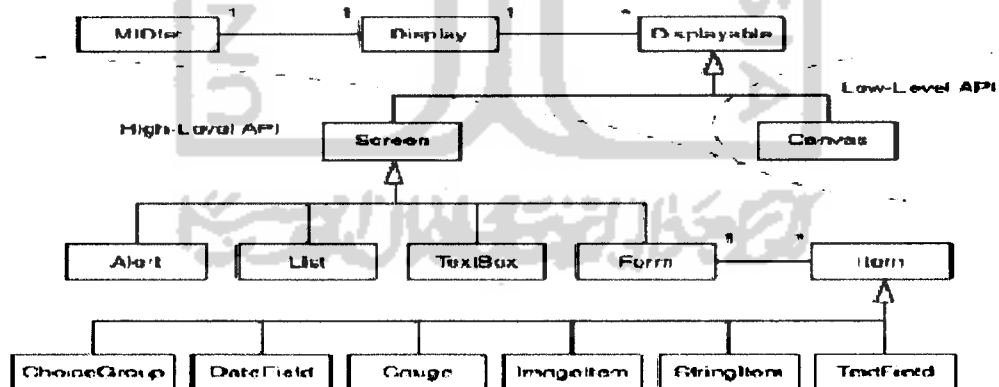 1 1 1 *
MIDlet Display Displayable
Low-Level API
High-Level API
Screen Canvas
1 *
Alert List TextBox Form Item
ChoiceGroup DateField Gauge ImageItem StringItem TextField